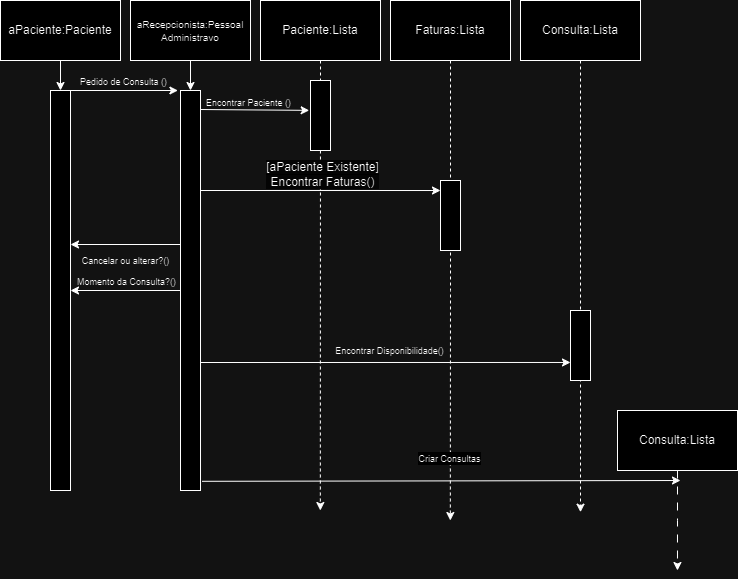 aPaciente:Paciente
aRecepcionista:Pessoal
Administravo
Paciente:Lista
Faturas:Lista
Consulta:Lista
Pedido de Consulta ()
Encontrar Paciente ()
[aPaciente Existente]
Encontrar Faturas()
Cancelar ou alterar?()
Momento da Consulta?()
Encontrar Disponibilidade()
Consulta:Lista
Criar Consultas